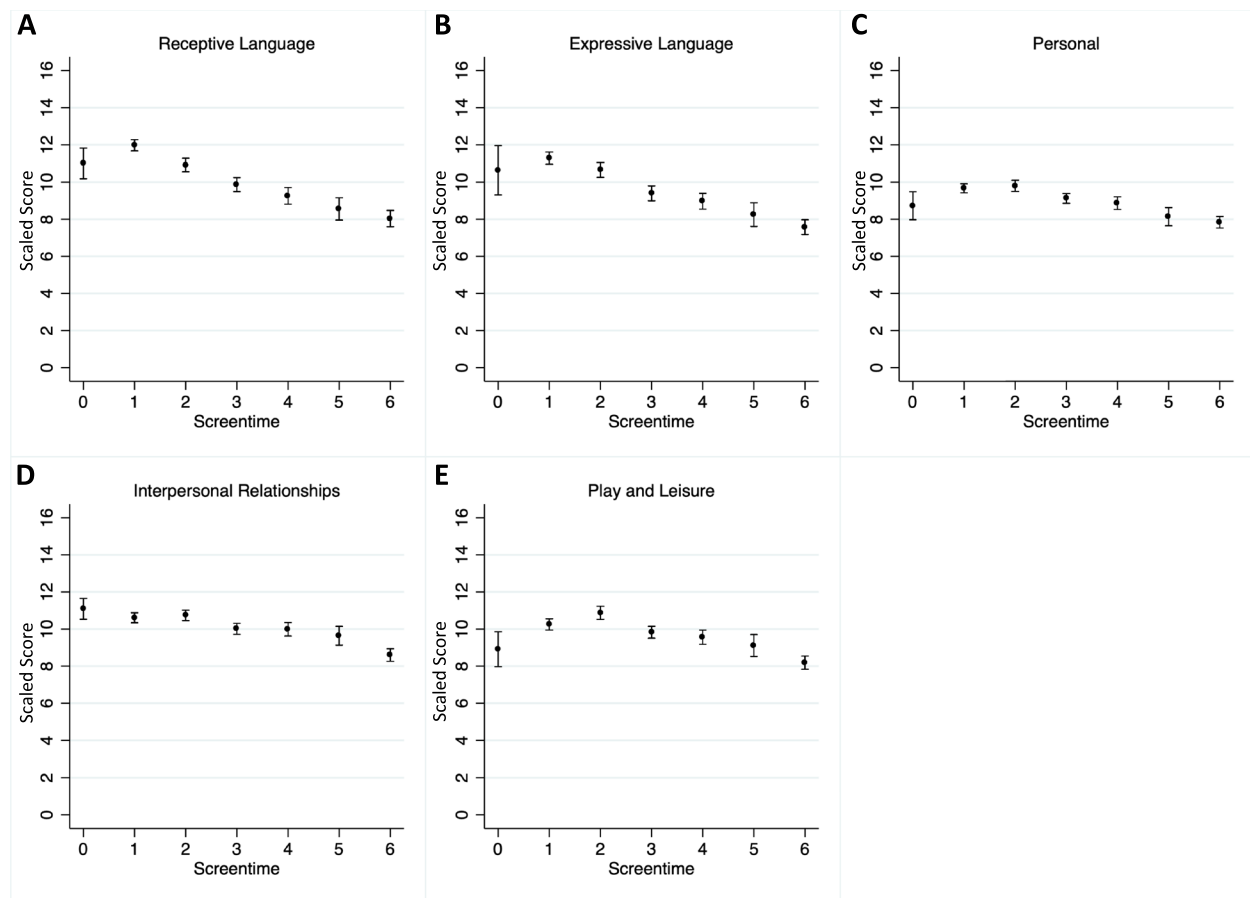 A
Receptive Language
Scaled Score
16
14
12
10
8
6
4
2
0
0 1 2 3 4 5 6
Screentime
B
Expressive Language
Scaled Score
16
14
12
10
8
6
4
2
0
0 1 2 3 4 5 6
Screentime
C
Personal
Scaled Score
16
14
12
10
8
6
4
2
0
0 1 2 3 4 5 6
Screentime
D
Interpersonal Relationships
Scaled Score
16
14
12
10
8
6
4
2
0
0 1 2 3 4 5 6
Screentime
E
Play and Leisure
Scaled Score
16
14
12
10
8
6
4
2
0
0 1 2 3 4 5 6
Screentime